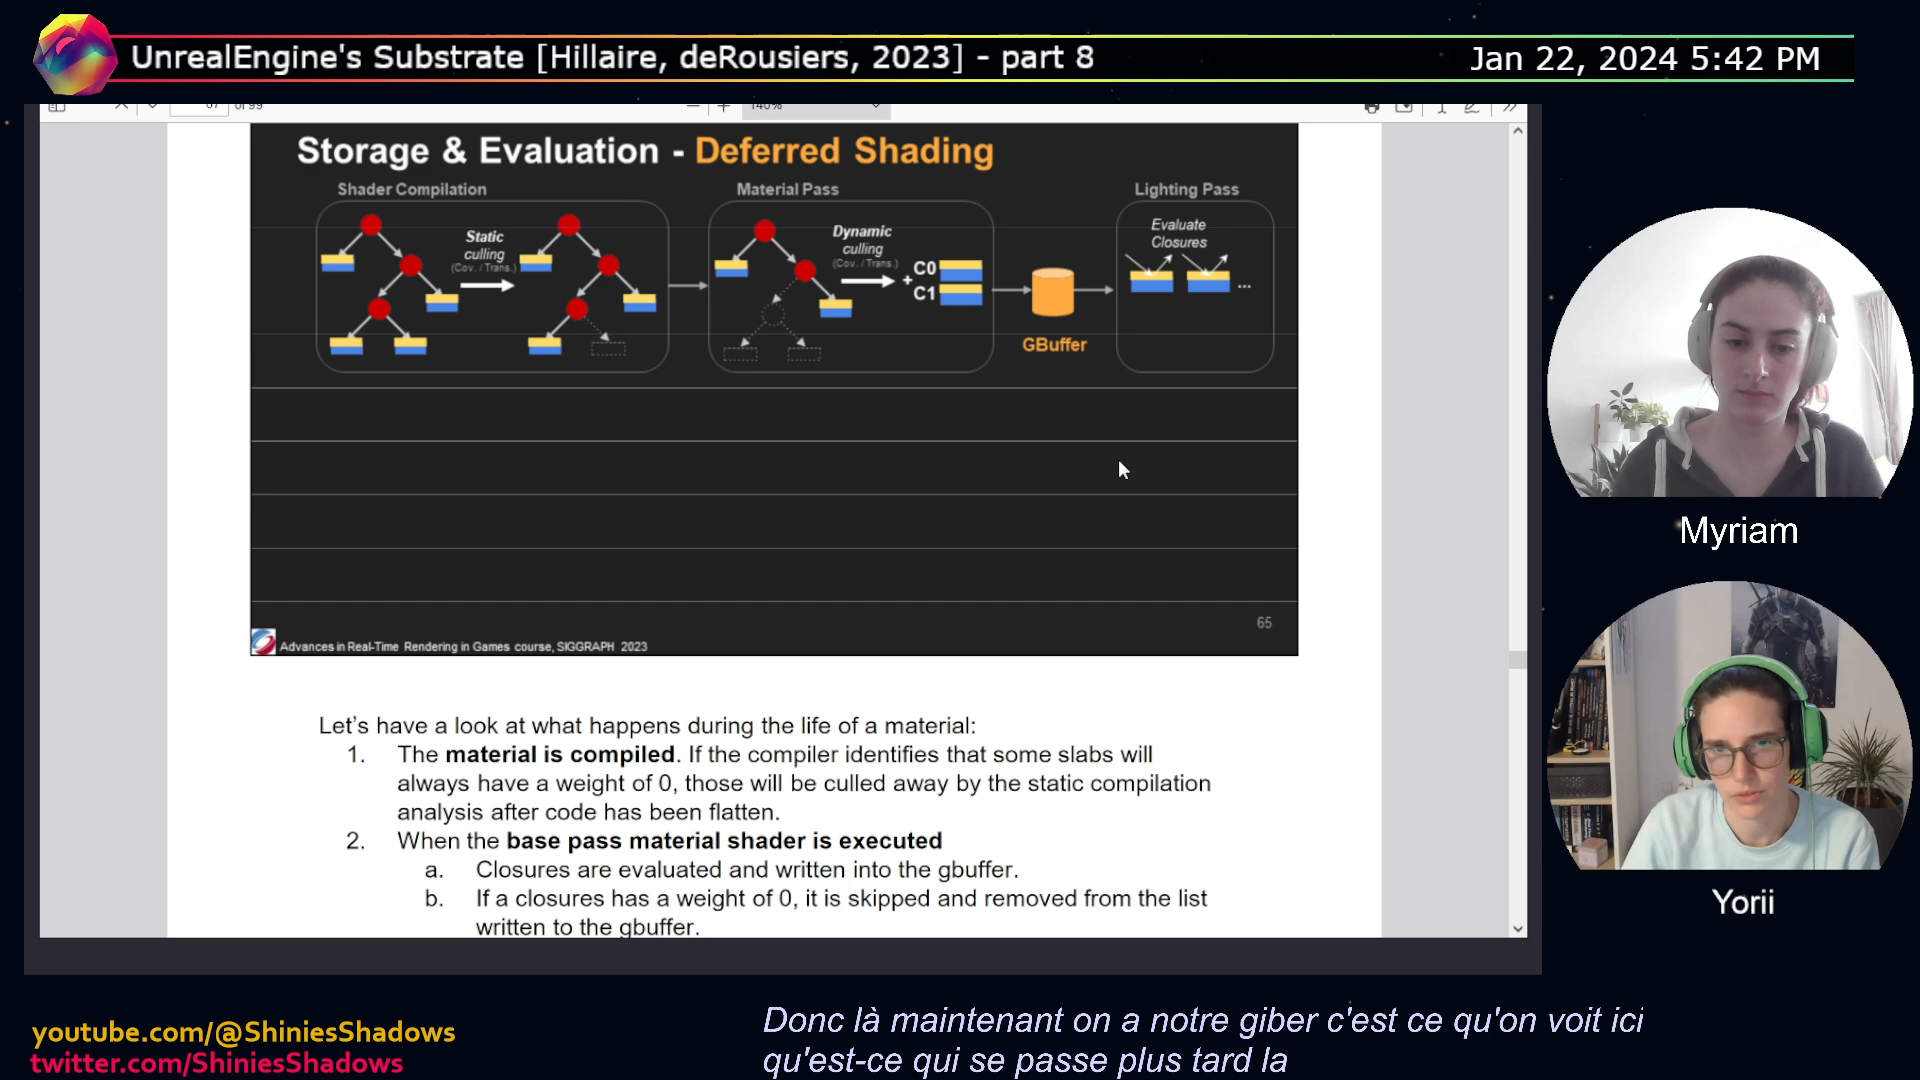 UnrealEngine's Substrate [Hillaire, deRousiers, 2023] - part 8
Jan 22, 2024 5:42 PM
67 of 99
140%
Storage & Evaluation - Deferred Shading
Shader Compilation
Material Pass
Lighting Pass
Static
culling
(Cov. / Trans.)
Dynamic
culling
(Cov. / Trans.)
+
C0
C1
GBuffer
Evaluate
Closures
...
65
Advances in Real-Time Rendering in Games course, SIGGRAPH 2023
Let's have a look at what happens during the life of a material:
1. The material is compiled. If the compiler identifies that some slabs will
always have a weight of 0, those will be culled away by the static compilation
analysis after code has been flatten.
2. When the base pass material shader is executed
a. Closures are evaluated and written into the gbuffer.
b. If a closures has a weight of 0, it is skipped and removed from the list
written to the gbuffer.
Myriam
Yorii
youtube.com/@ShiniesShadows
twitter.com/ShiniesShadows
Donc là maintenant on a notre giber c'est ce qu'on voit ici
qu'est-ce qui se passe plus tard la